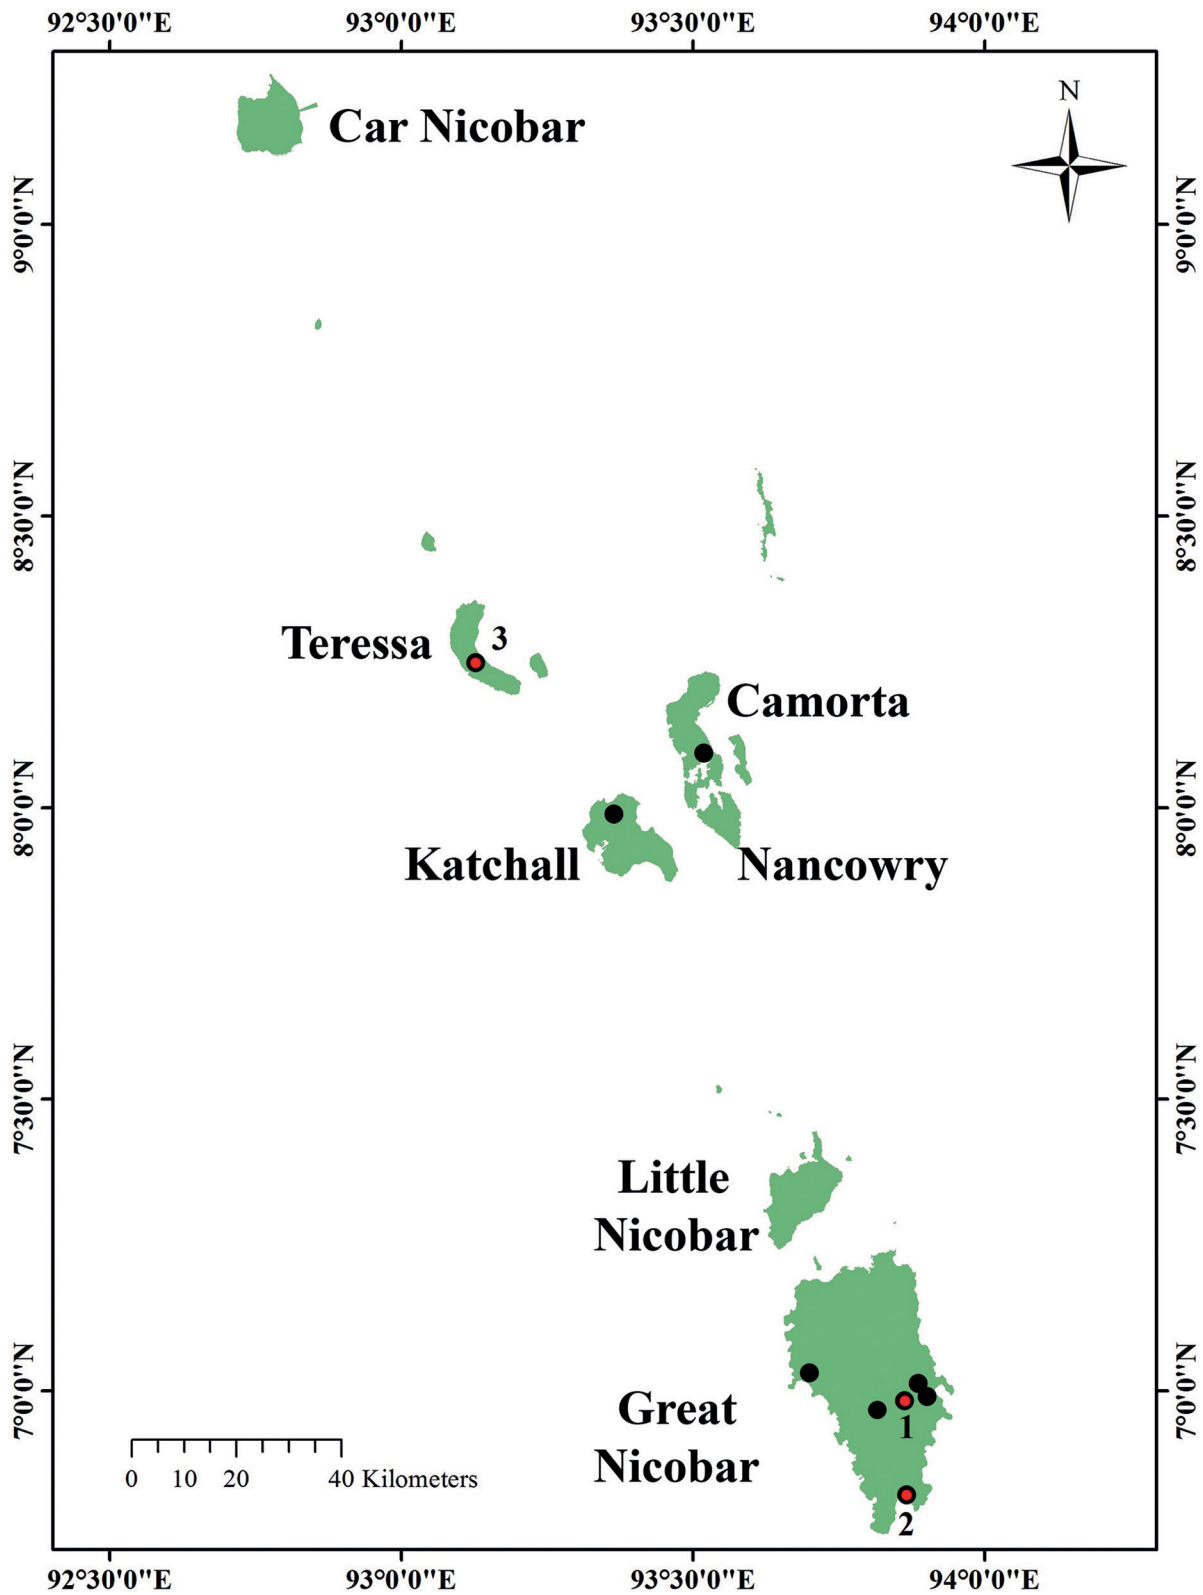 92°30'0"E 93°0'0"E 93°30'0"E 94°0'0"E
N
Car Nicobar
9°0'0"N 9°0'0"N
8°30'0"N 8°30'0"N
3
Teressa
Camorta
8°0'0"N 8°0'0"N
Katchall Nancowry
7°30'0"N 7°30'0"N
Little
Nicobar
7°0'0"N 7°0'0"N
Great
1
Nicobar
0 10 20 40 Kilometers
2
92°30'0"E 93°0'0"E 93°30'0"E 94°0'0"E